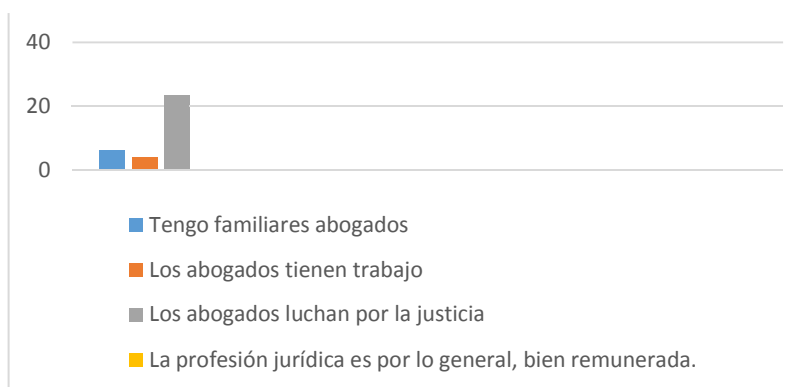 40
20
0
Tengo familiares abogados
Los abogados tienen trabajo
Los abogados luchan por la justicia
La profesión jurídica es por lo general, bien remunerada.